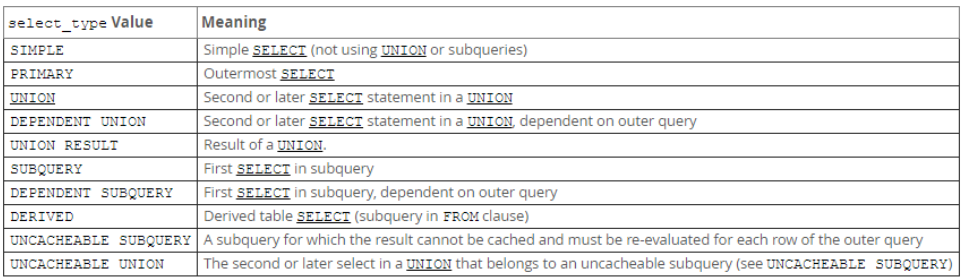 select_type Value Meaning
SIMPLE Simple SELECT (not using UNION or subqueries)
PRIMARY Outermost SELECT
UNION Second or later SELECT statement in a UNION
DEPENDENT UNION Second or later SELECT statement in a UNION, dependent on outer query
UNION RESULT Result of a UNION.
SUBQUERY First SELECT in subquery
DEPENDENT SUBQUERY First SELECT in subquery, dependent on outer query
DERIVED Derived table SELECT (subquery in FROM clause)
UNCACHEABLE SUBQUERY A subquery for which the result cannot be cached and must be re-evaluated for each row of the outer query
UNCACHEABLE UNION The second or later select in a UNION that belongs to an uncacheable subquery (see UNCACHEABLE SUBQUERY)